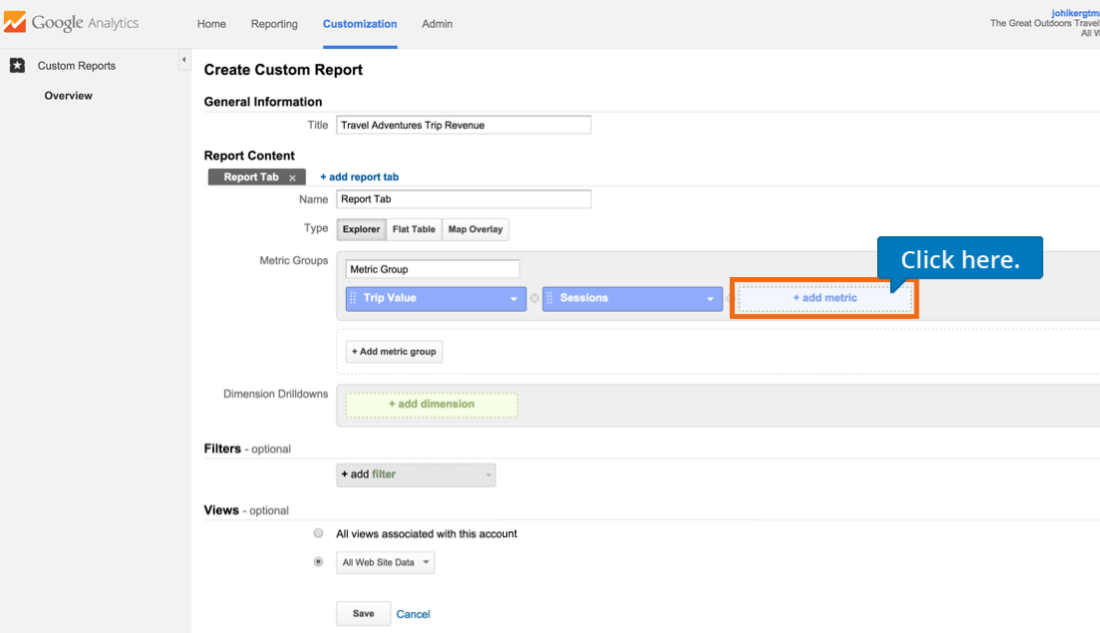 Google Analytics
Home Reporting Customization Admin
johikergtm
The Great Outdoors Travel
All W
Custom Reports
Overview
Create Custom Report
General Information
Title Travel Adventures Trip Revenue
Report Content
Report Tab x + add report tab
Name Report Tab
Type Explorer Flat Table Map Overlay
Metric Groups
Metric Group
Click here.
Trip Value Sessions + add metric
+ Add metric group
Dimension Drilldowns
+ add dimension
Filters - optional
+ add filter
Views - optional
All views associated with this account
All Web Site Data
Save Cancel